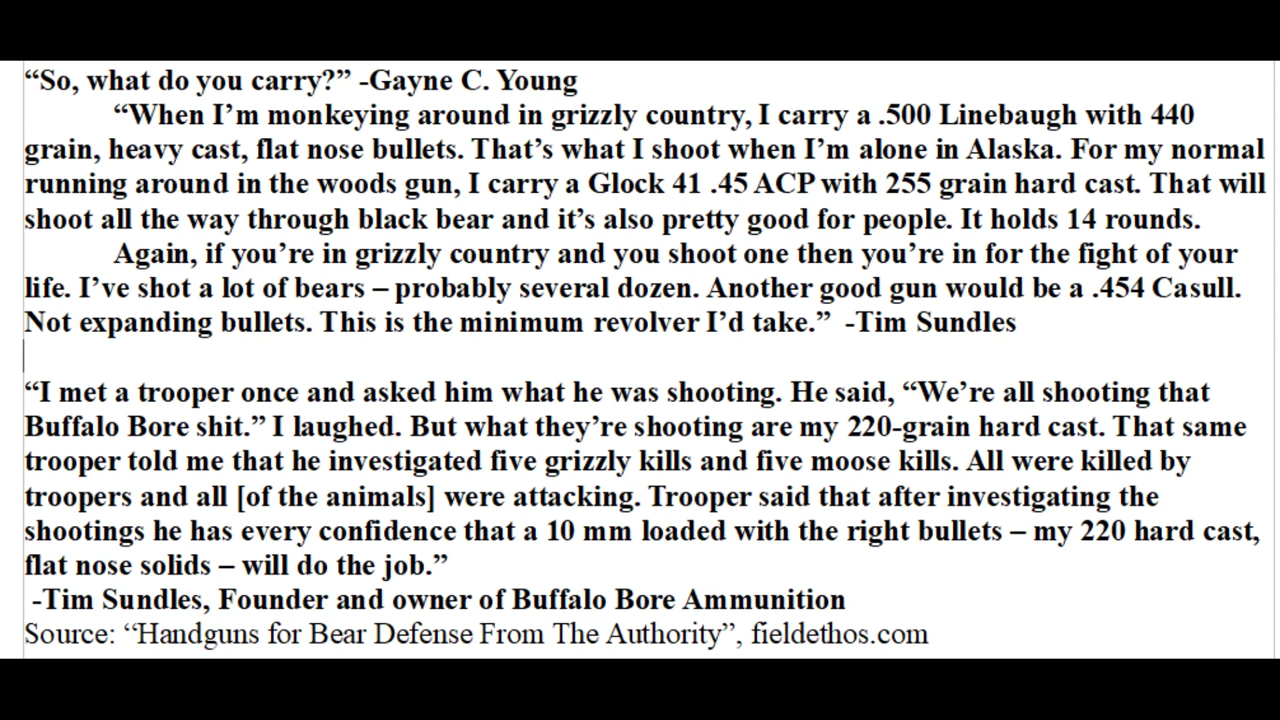 “So, what do you carry?” -Gayne C. Young
“When I’m monkeying around in grizzly country, I carry a .500 Linebaugh with 440
grain, heavy cast, flat nose bullets. That’s what I shoot when I’m alone in Alaska. For my normal
running around in the woods gun, I carry a Glock 41 .45 ACP with 255 grain hard cast. That will
shoot all the way through black bear and it’s also pretty good for people. It holds 14 rounds.
Again, if you’re in grizzly country and you shoot one then you’re in for the fight of your
life. I’ve shot a lot of bears – probably several dozen. Another good gun would be a .454 Casull.
Not expanding bullets. This is the minimum revolver I’d take.”  -Tim Sundles
“I met a trooper once and asked him what he was shooting. He said, “We’re all shooting that
Buffalo Bore shit.” I laughed. But what they’re shooting are my 220-grain hard cast. That same
trooper told me that he investigated five grizzly kills and five moose kills. All were killed by
troopers and all [of the animals] were attacking. Trooper said that after investigating the
shootings he has every confidence that a 10 mm loaded with the right bullets – my 220 hard cast,
flat nose solids – will do the job.”
-Tim Sundles, Founder and owner of Buffalo Bore Ammunition
Source: “Handguns for Bear Defense From The Authority”, fieldethos.com